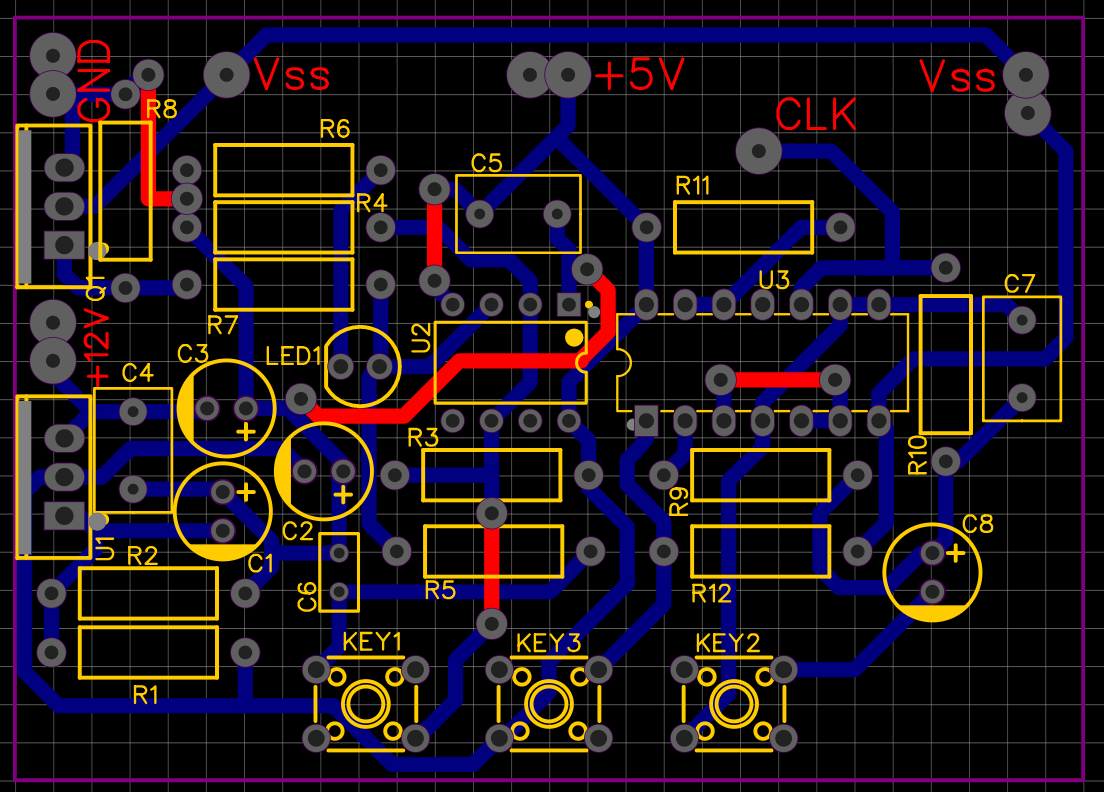 GND
Vss
+5V
Vss
R8
CLK
R6
C5
R11
R4
Q1
U3
C7
+12V
R7
U2
C3
LED1
C4
+
R3
R10
+
+
R9
C2
C8
U1
R2
C1
+
C6
R5
R12
KEY1
KEY3
KEY2
R1